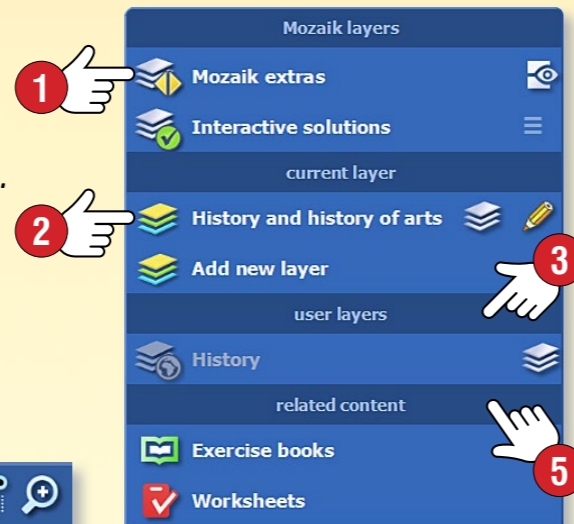 Mozaik layers
1
Mozaik extras
Interactive solutions
current layer
2
History and history of arts
3
Add new layer
user layers
History
related content
5
Exercise books
Worksheets